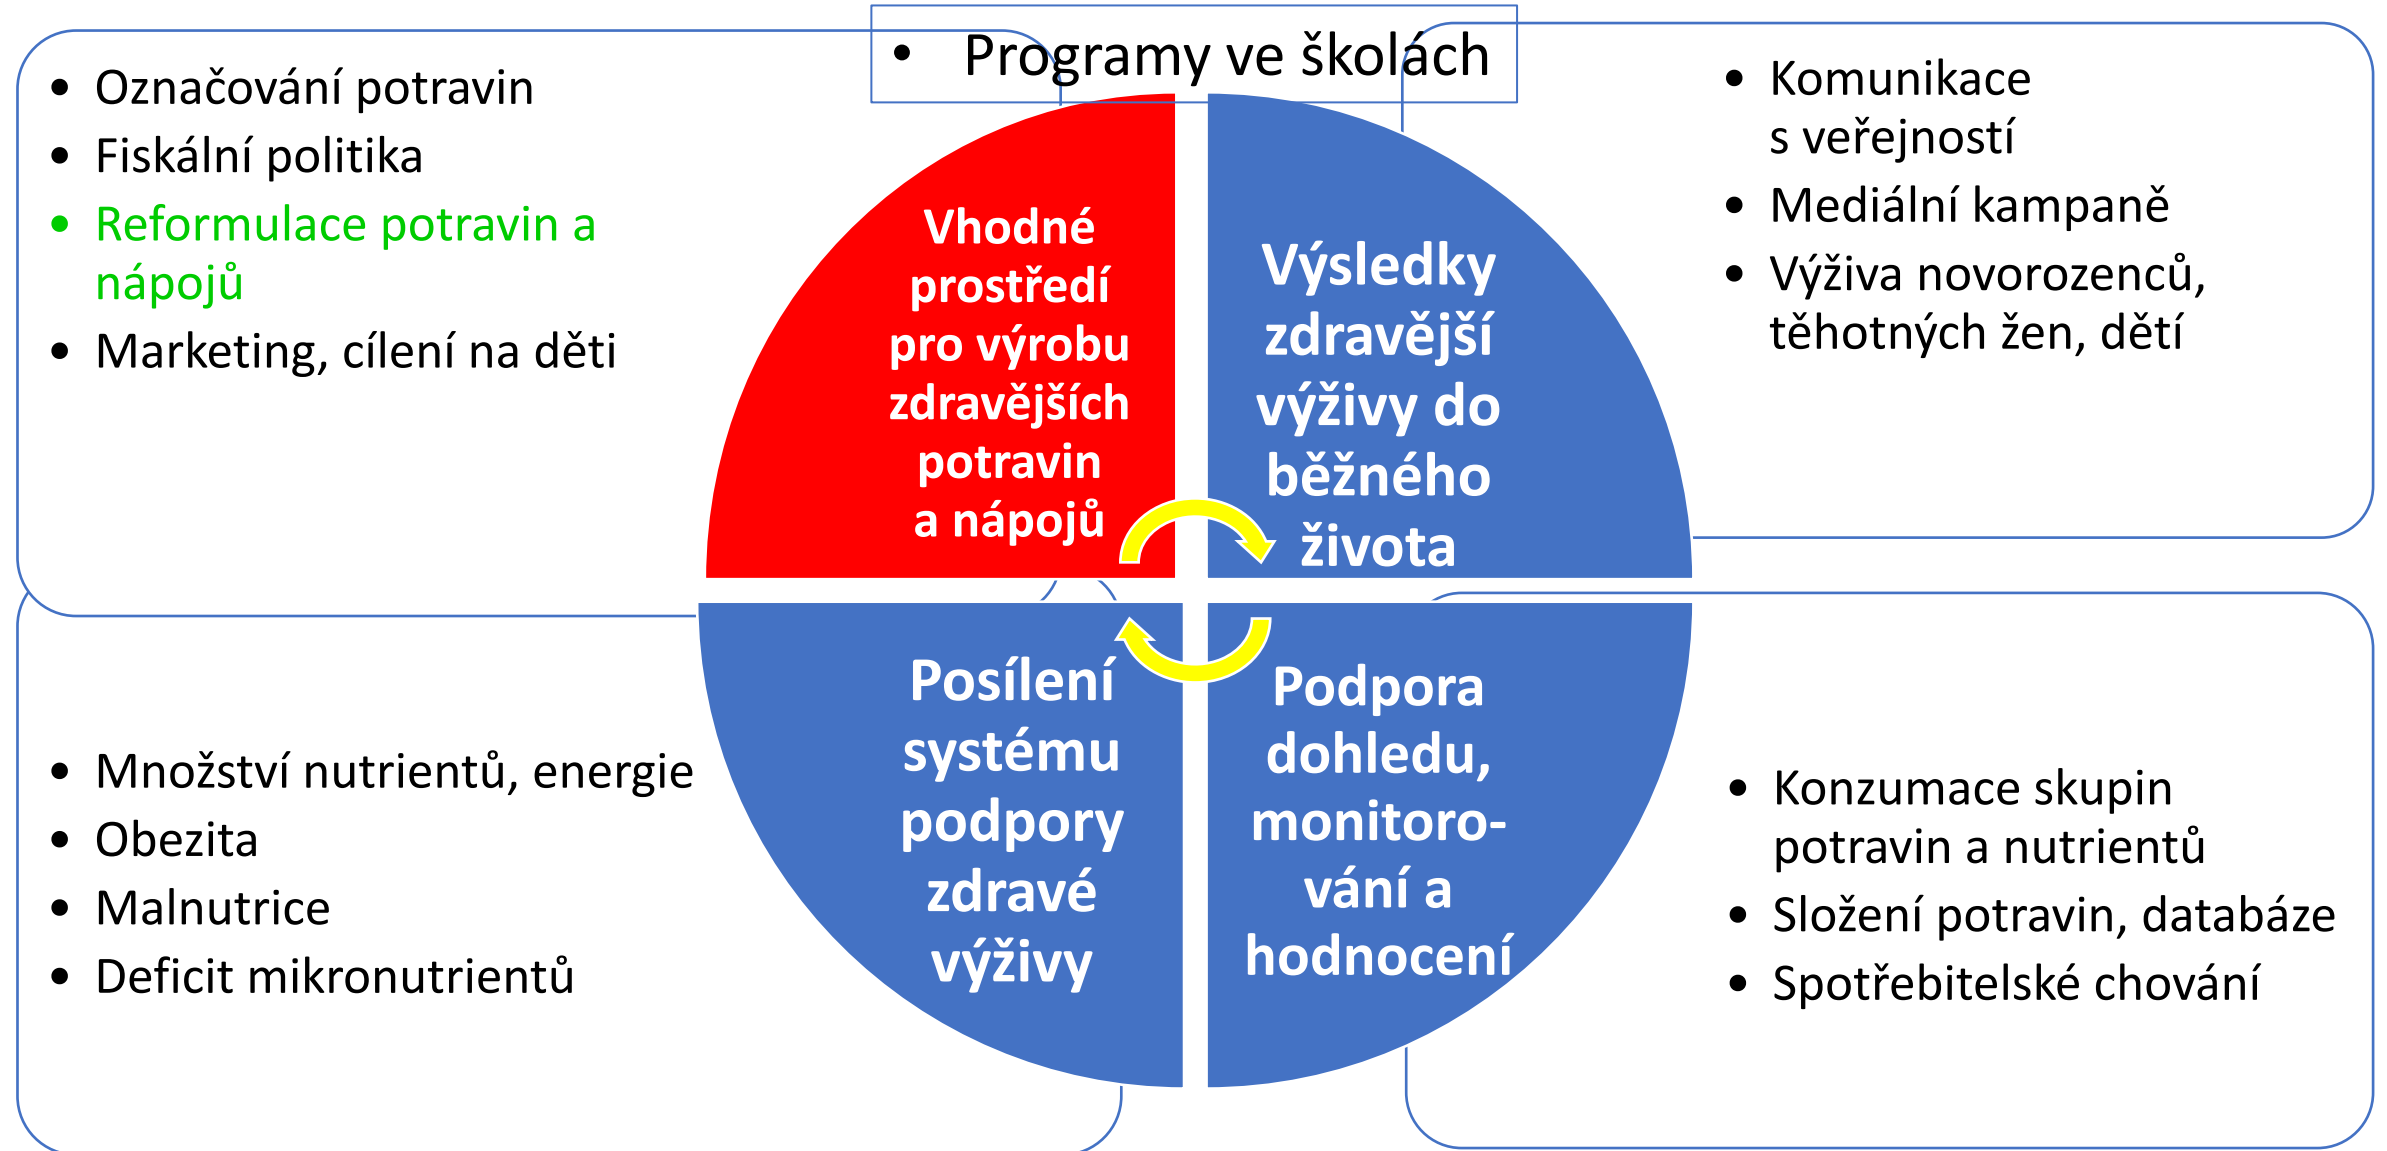 • Programy ve školách
• Označování potravin
• Fiskální politika
• Reformulace potravin a
nápojů
• Marketing, cílení na děti
Vhodné
prostředí
pro výrobu
zdravějších
potravin
a nápojů
Výsledky
zdravější
výživy do
běžného
života
• Komunikace
s veřejností
• Mediální kampaně
• Výživa novorozenců,
těhotných žen, dětí
• Množství nutrientů, energie
• Obezita
• Malnutrice
• Deficit mikronutrientů
Posílení
systému
podpory
zdravé
výživy
Podpora
dohledu,
monitoro-
vání a
hodnocení
• Konzumace skupin
potravin a nutrientů
• Složení potravin, databáze
• Spotřebitelské chování